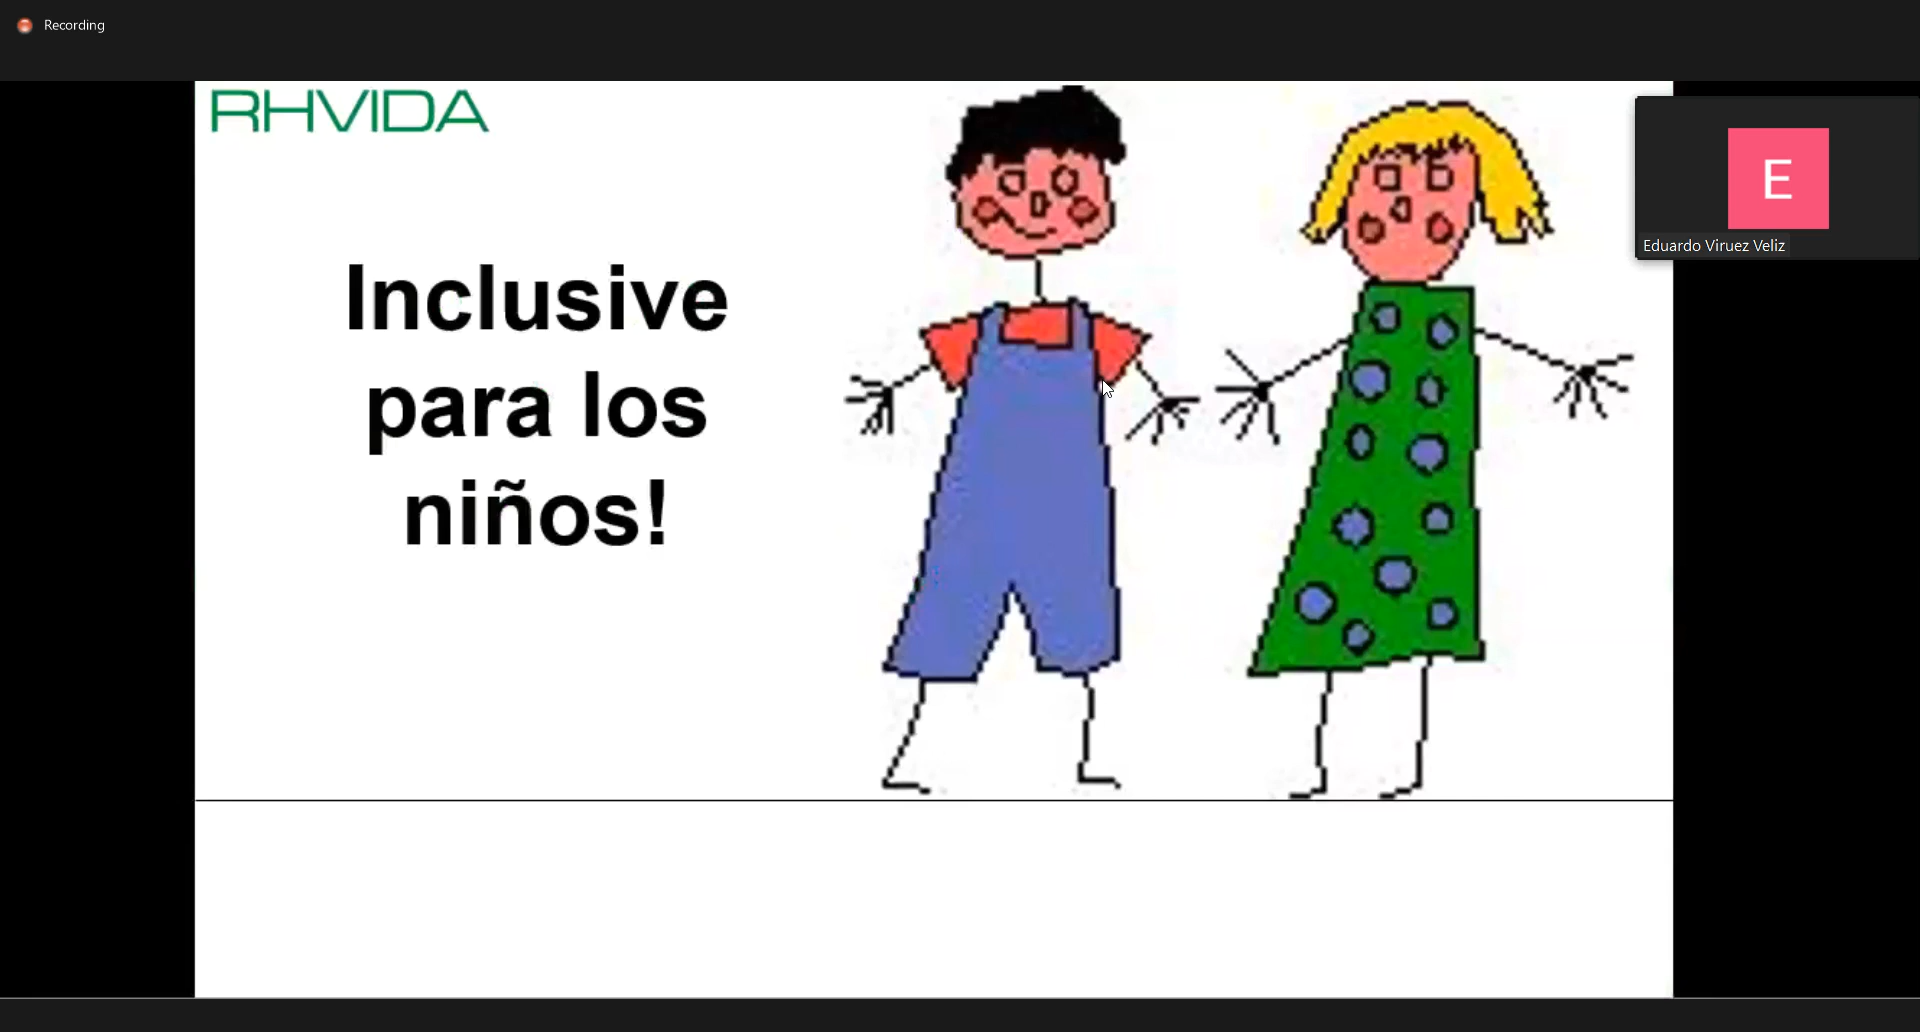 Recording
RHVIDA
Inclusive
para los
niños!
E
Eduardo Viruez Veliz